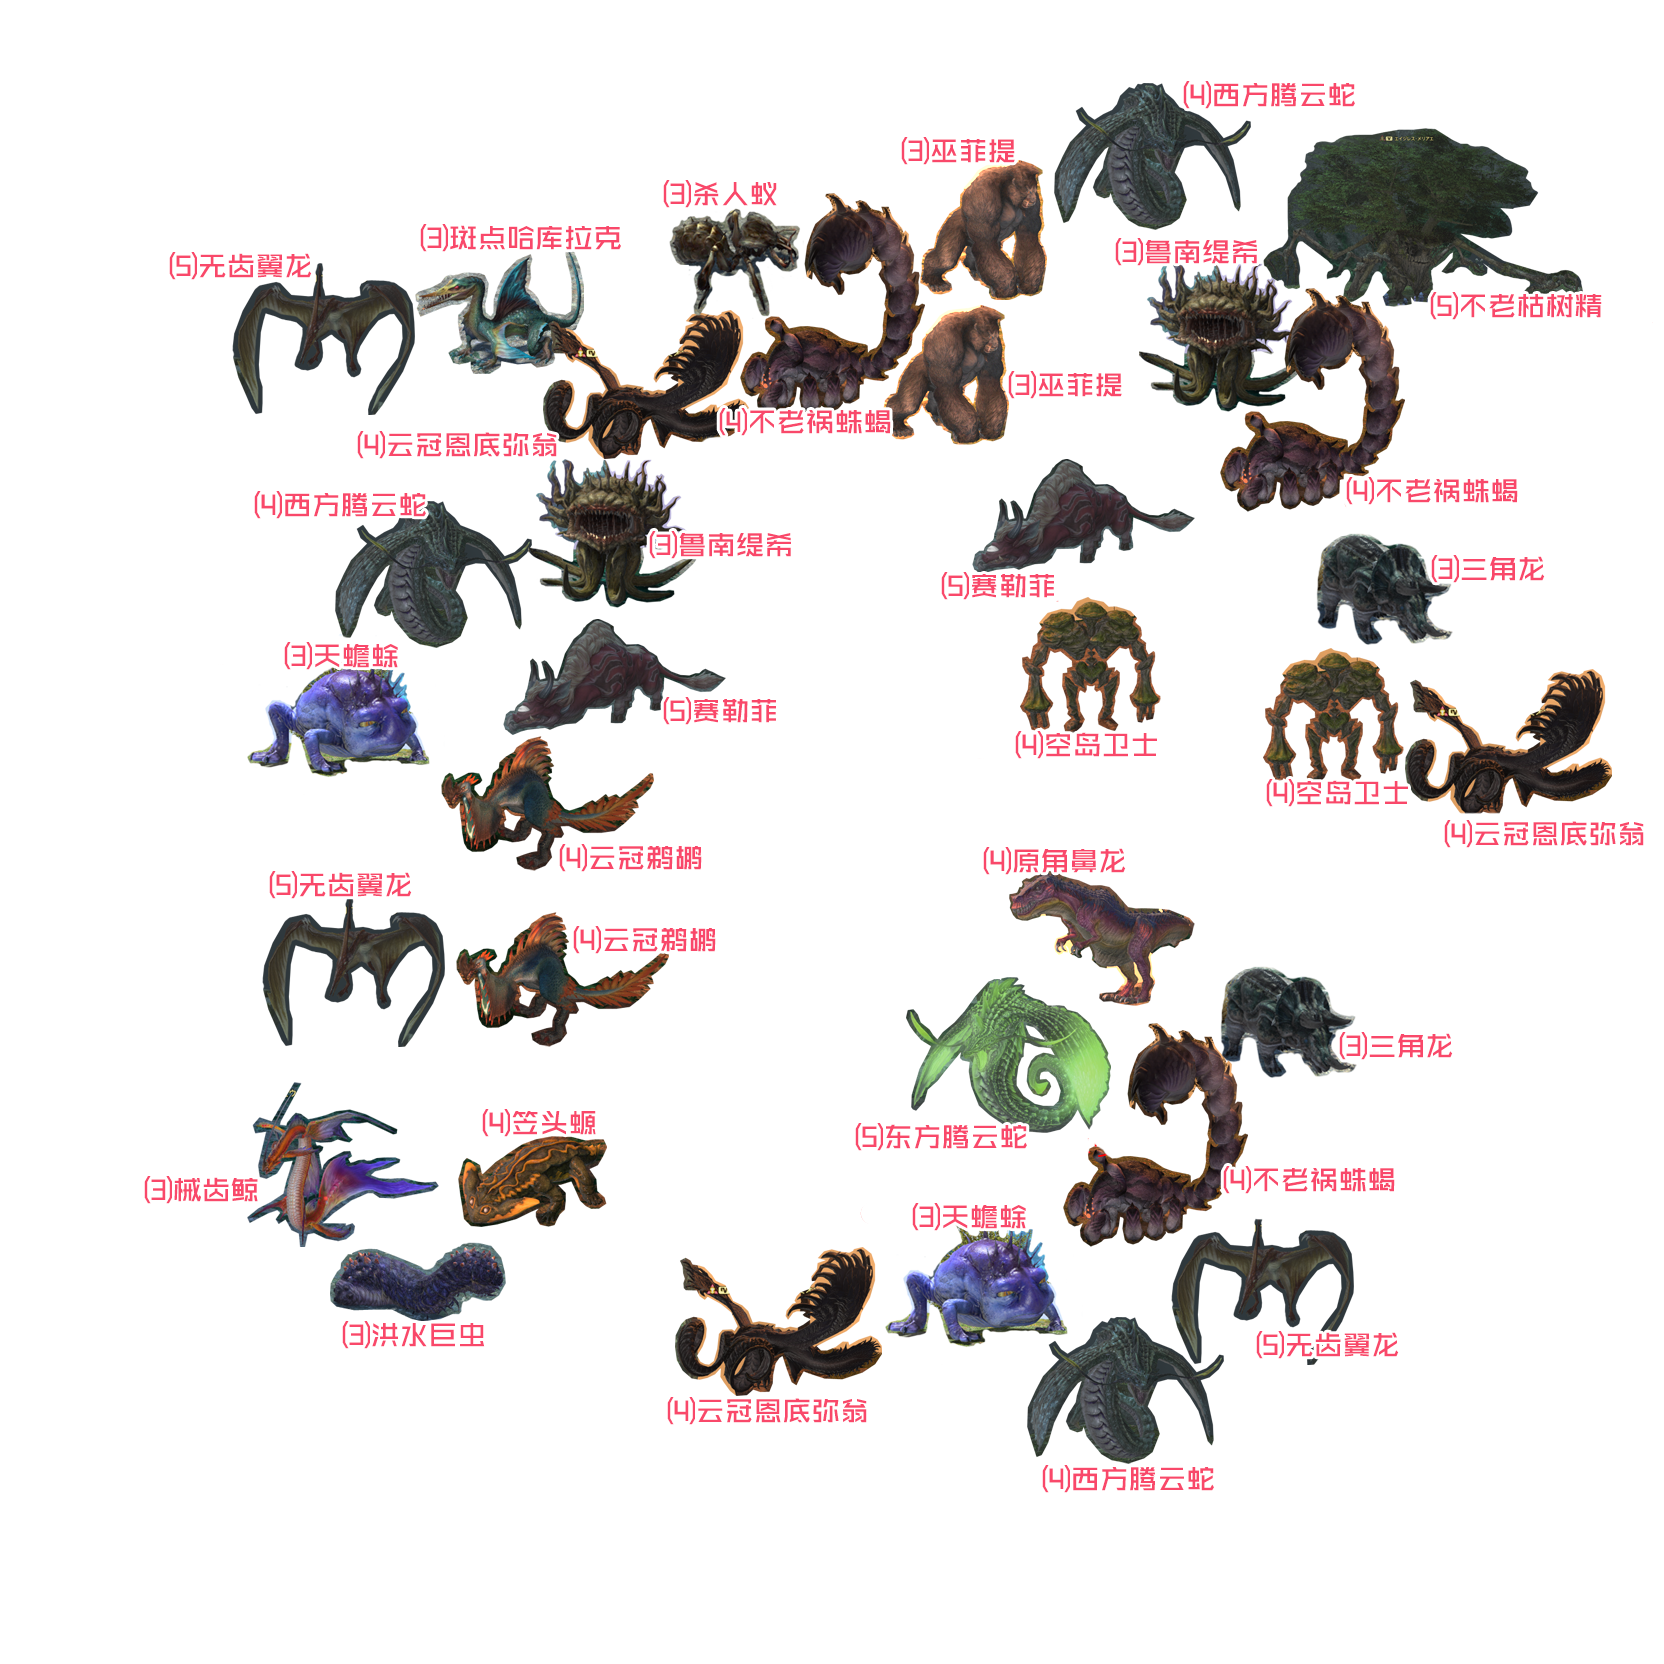 (4)西方腾云蛇
(3)巫菲提
(3)杀人蚁
(3)斑点哈库拉克
(3)鲁南缇希
(5)无齿翼龙
(5)不老枯树精
(3)巫菲提
(4)不老祸蛛蝎
(4)云冠恩底弥翁
(4)不老祸蛛蝎
(4)西方腾云蛇
(3)鲁南缇希
(3)三角龙
(5)赛勒菲
(3)天蟾蜍
(5)赛勒菲
(4)空岛卫士
(4)空岛卫士
(4)云冠恩底弥翁
(4)云冠鹈鹕
(4)原角鼻龙
(5)无齿翼龙
(4)云冠鹈鹕
(3)三角龙
(4)笠头螈
(5)东方腾云蛇
(4)不老祸蛛蝎
(3)械齿鲸
(3)天蟾蜍
(3)洪水巨虫
(5)无齿翼龙
(4)云冠恩底弥翁
(4)西方腾云蛇